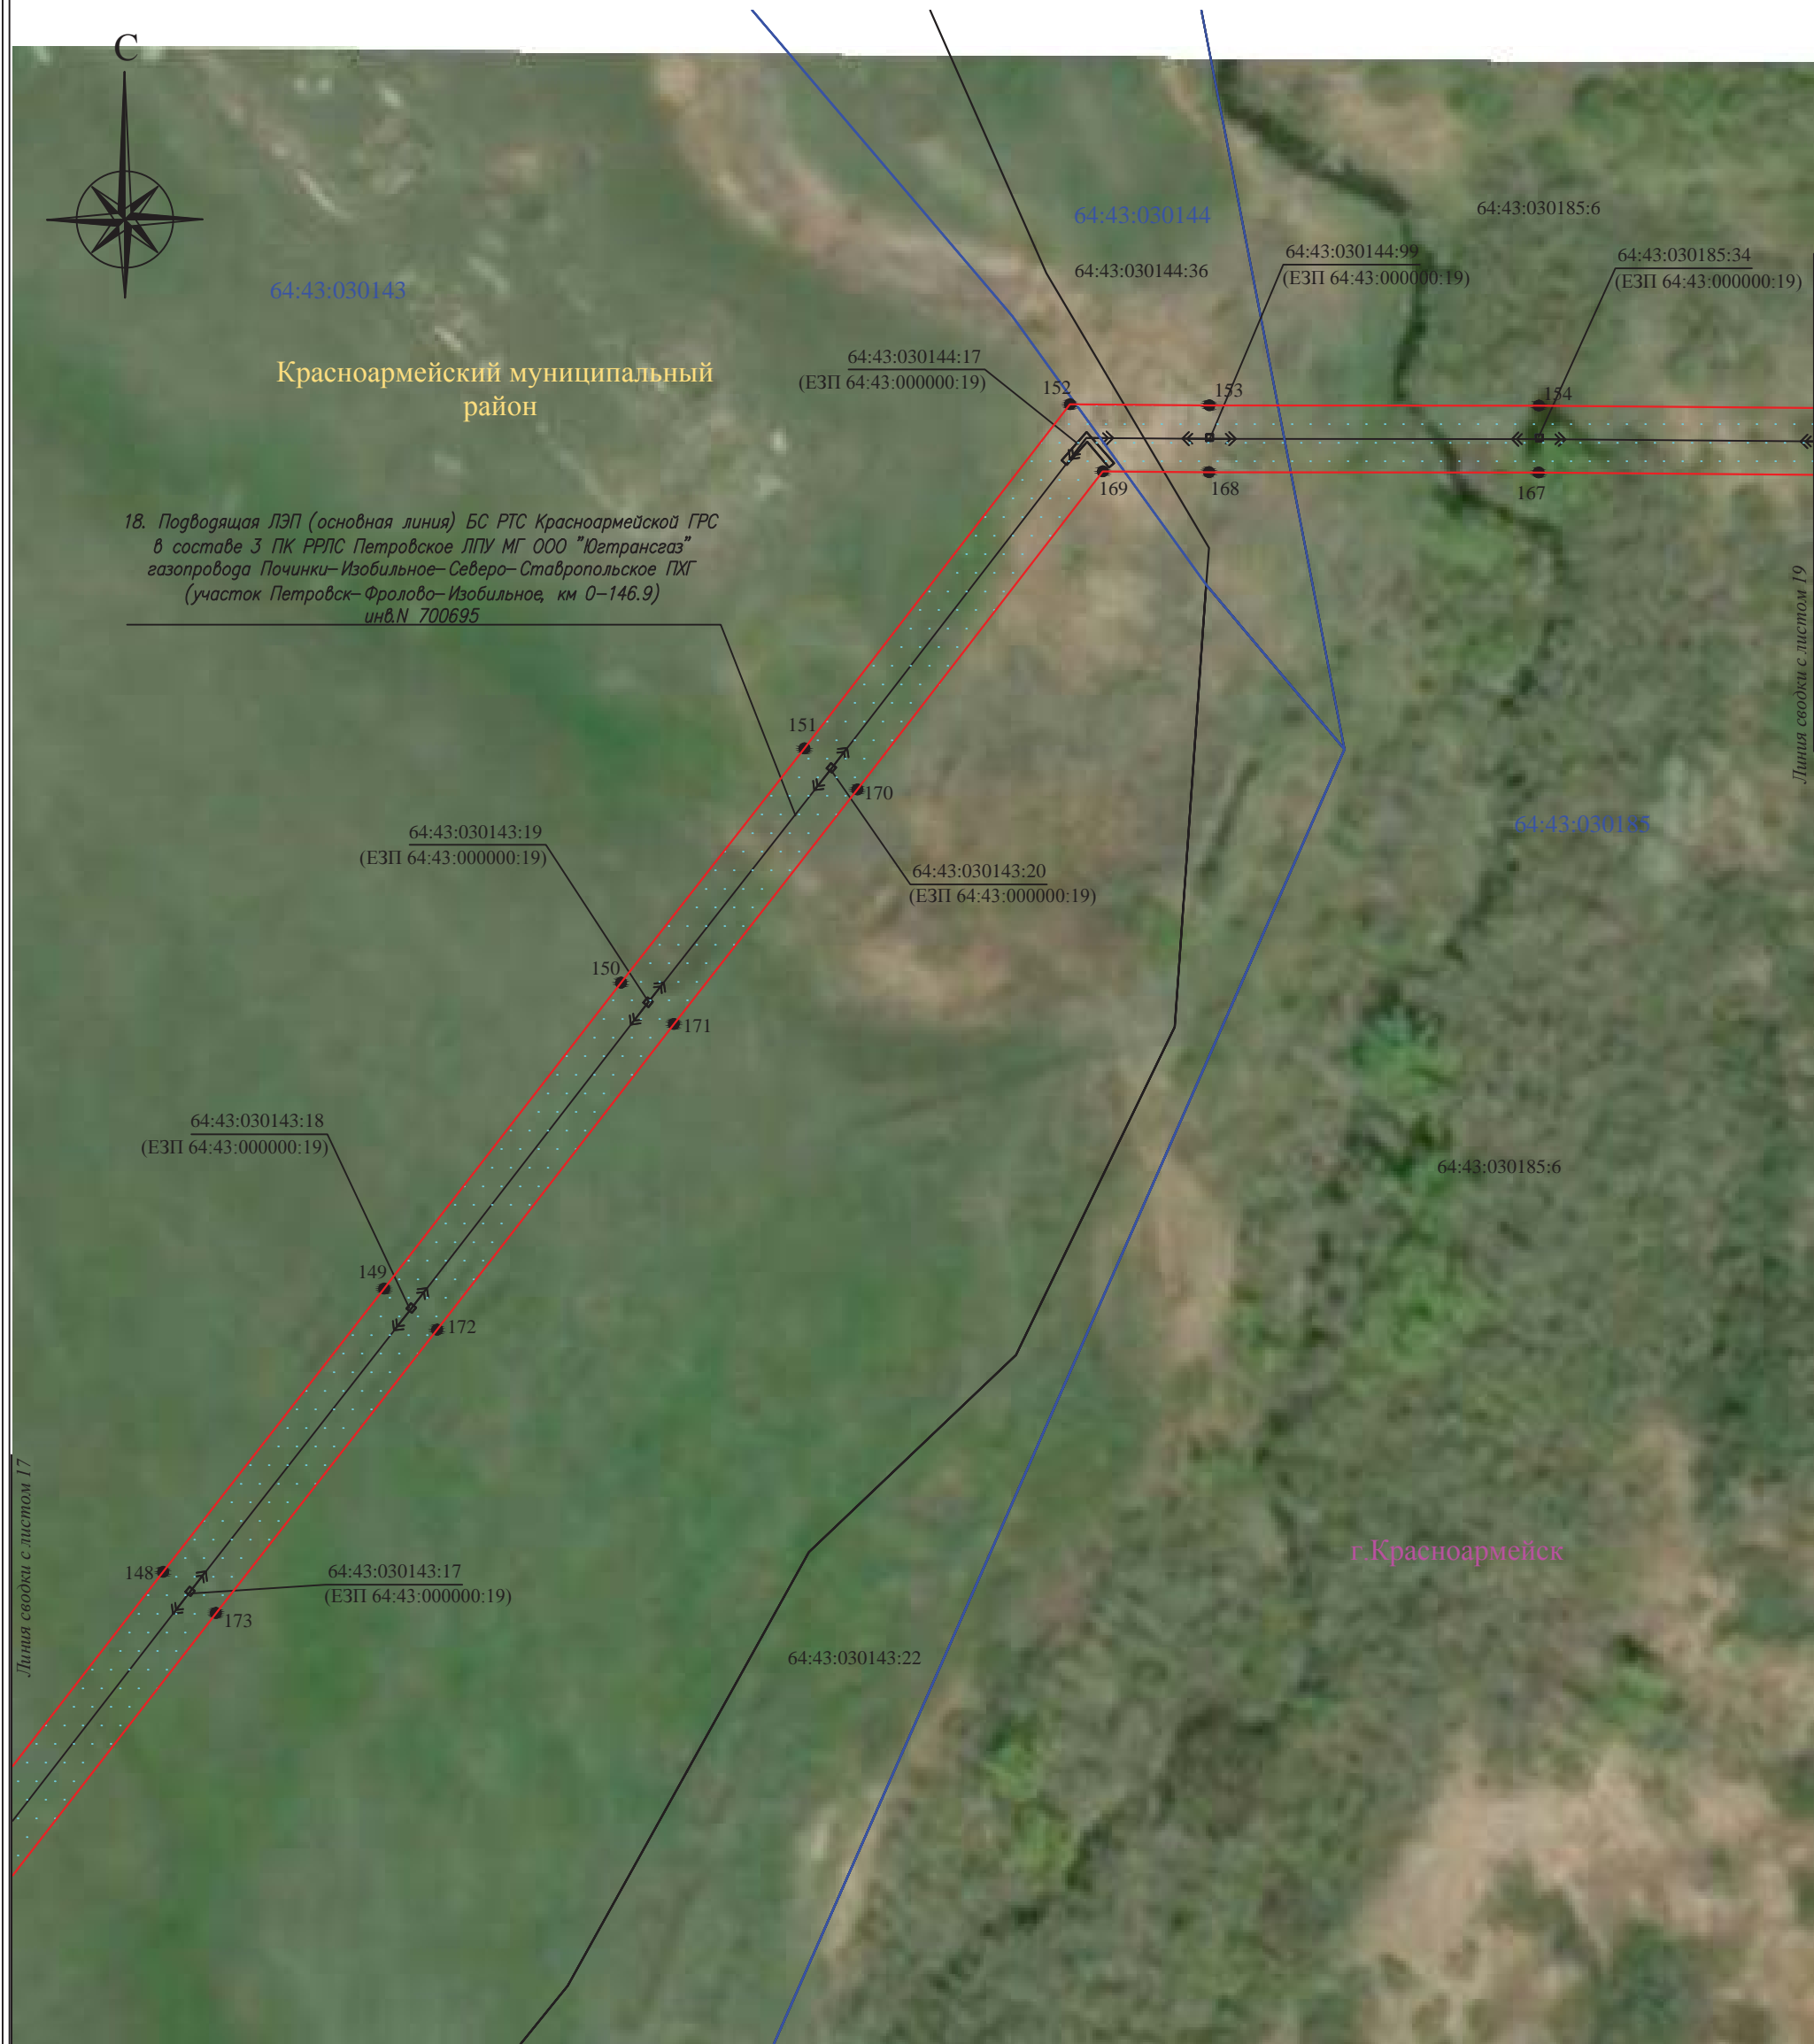 С
64:43:030144
64:43:030185:6
64:43:030144:99
(ЕЗП 64:43:000000:19)
64:43:030185:34
(ЕЗП 64:43:000000:19)
64:43:030144:36
64:43:030143
Красноармейский муниципальный
район
64:43:030144:17
(ЕЗП 64:43:000000:19)
152
153
154
169
168
167
18. Подводящая ЛЭП (основная линия) БС РТС Красноармейской ГРС
в составе 3 ПК РРЛС Петровское ЛПУ МГ ООО "Югтрансгаз"
газопровода Починки-Изобильное-Северо-Ставропольское ПХГ
(участок Петровск-Фролово-Изобильное, км 0-146.9)
инв.N 700695
Линия сводки с листом 19
151
170
64:43:030185
64:43:030143:19
(ЕЗП 64:43:000000:19)
64:43:030143:20
(ЕЗП 64:43:000000:19)
150
171
64:43:030143:18
(ЕЗП 64:43:000000:19)
64:43:030185:6
149
172
Линия сводки с листом 17
г.Красноармейск
148
64:43:030143:17
(ЕЗП 64:43:000000:19)
173
64:43:030143:22